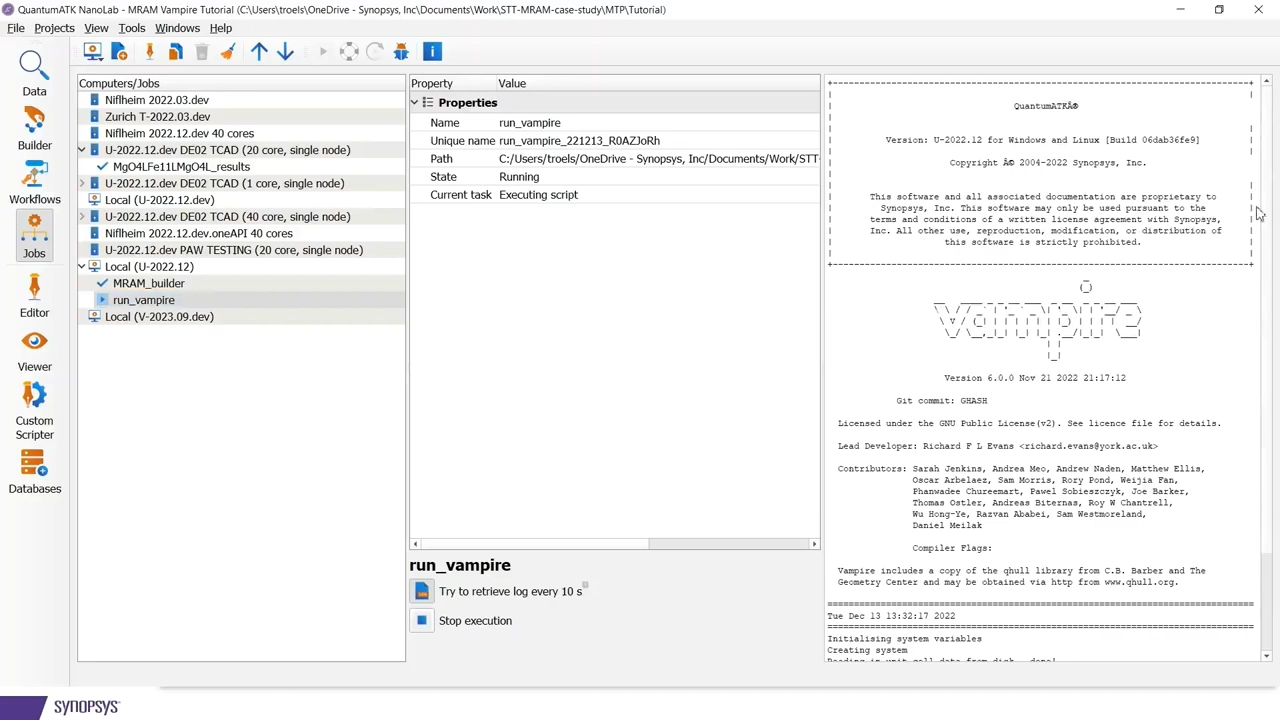 QuantumATK NanoLab - MRAM Vampire Tutorial (C:\Users\troels\OneDrive - Synopsys, Inc\Documents\Work\STT-MRAM-case-study\MTP\Tutorial)
File Projects View Tools Windows Help
Data
Builder
Workflows
Jobs
Editor
Viewer
Custom
Scripter
Databases
Computers/Jobs
Niflheim 2022.03.dev
Zurich T-2022.03.dev
Niflheim 2022.12.dev 40 cores
U-2022.12.dev DE02 TCAD (20 core, single node)
MgO4LFe11LMgO4L_results
U-2022.12.dev DE02 TCAD (1 core, single node)
Local (U-2022.12.dev)
U-2022.12.dev DE02 TCAD (40 core, single node)
Niflheim 2022.12.dev.oneAPI 40 cores
U-2022.12.dev PAW TESTING (20 core, single node)
Local (U-2022.12)
MRAM_builder
run_vampire
Local (V-2023.09.dev)
Property Value
Properties
Name run_vampire
Unique name run_vampire_221213_R0AZJoRh
Path C:/Users/troels/OneDrive - Synopsys, Inc/Documents/Work/STT-
State Running
Current task Executing script
run_vampire
Try to retrieve log every 10 s
Stop execution
QuantumATKÂ®
Version: U-2022.12 for Windows and Linux [Build 06dab36fe9]
Copyright Â© 2004-2022 Synopsys, Inc.
This software and all associated documentation are proprietary to
Synopsys, Inc. This software may only be used pursuant to the
terms and conditions of a written license agreement with Synopsys,
Inc. All other use, reproduction, modification, or distribution of
this software is strictly prohibited.
vampire
Version 6.0.0 Nov 21 2022 21:17:12
Git commit: GHASH
Licensed under the GNU Public License(v2). See licence file for details.
Lead Developer: Richard F L Evans <richard.evans@york.ac.uk>
Contributors: Sarah Jenkins, Andrea Meo, Andrew Naden, Matthew Ellis,
Oscar Arbelaez, Sam Morris, Rory Pond, Weijia Fan,
Phanwadee Chureemart, Pawel Sobieszczyk, Joe Barker,
Thomas Ostler, Andreas Biternas, Roy W Chantrell,
Wu Hong-Ye, Razvan Ababei, Sam Westmoreland,
Daniel Meilak
Compiler Flags:
Vampire includes a copy of the qhull library from C.B. Barber and The
Geometry Center and may be obtained via http from www.qhull.org.
Tue Dec 13 13:32:17 2022
Initialising system variables
Creating system
Reading in unit cell data from disk...done!
SYNOPSYS